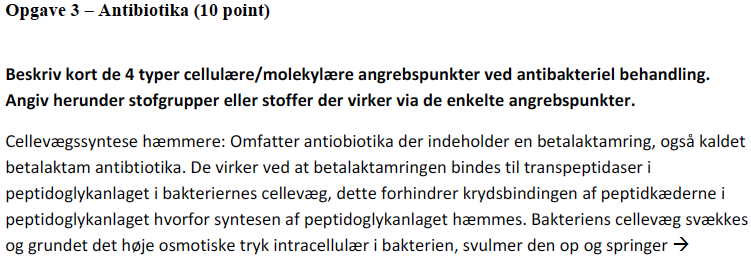 Opgave 3 – Antibiotika (10 point)
Beskriv kort de 4 typer cellulære/molekylære angrebspunkter ved antibakteriel behandling.
Angiv herunder stofgrupper eller stoffer der virker via de enkelte angrebspunkter.
Cellevægssyntese hæmmere: Omfatter antiobiotika der indeholder en betalaktamring, også kaldet
betalaktam antibtiotika. De virker ved at betalaktamringen bindes til transpeptidaser i
peptidoglykanlaget i bakteriernes cellevæg, dette forhindrer krydsbindingen af peptidkæderne i
peptidoglykanlaget hvorfor syntesen af peptidoglykanlaget hæmmes. Bakteriens cellevæg svækkes
og grundet det høje osmotiske tryk intracellulær i bakterien, svulmer den op og springer →